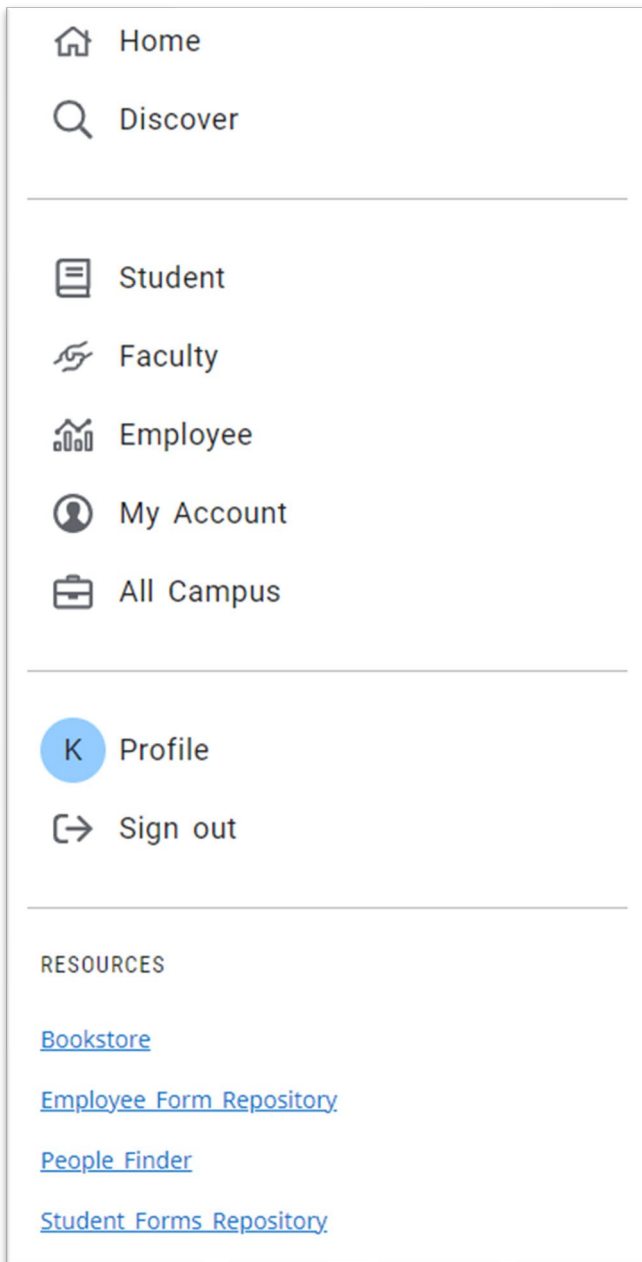 Home
Discover
Student
Faculty
Employee
My Account
All Campus
K Profile
Sign out
RESOURCES
Bookstore
Employee Form Repository
People Finder
Student Forms Repository